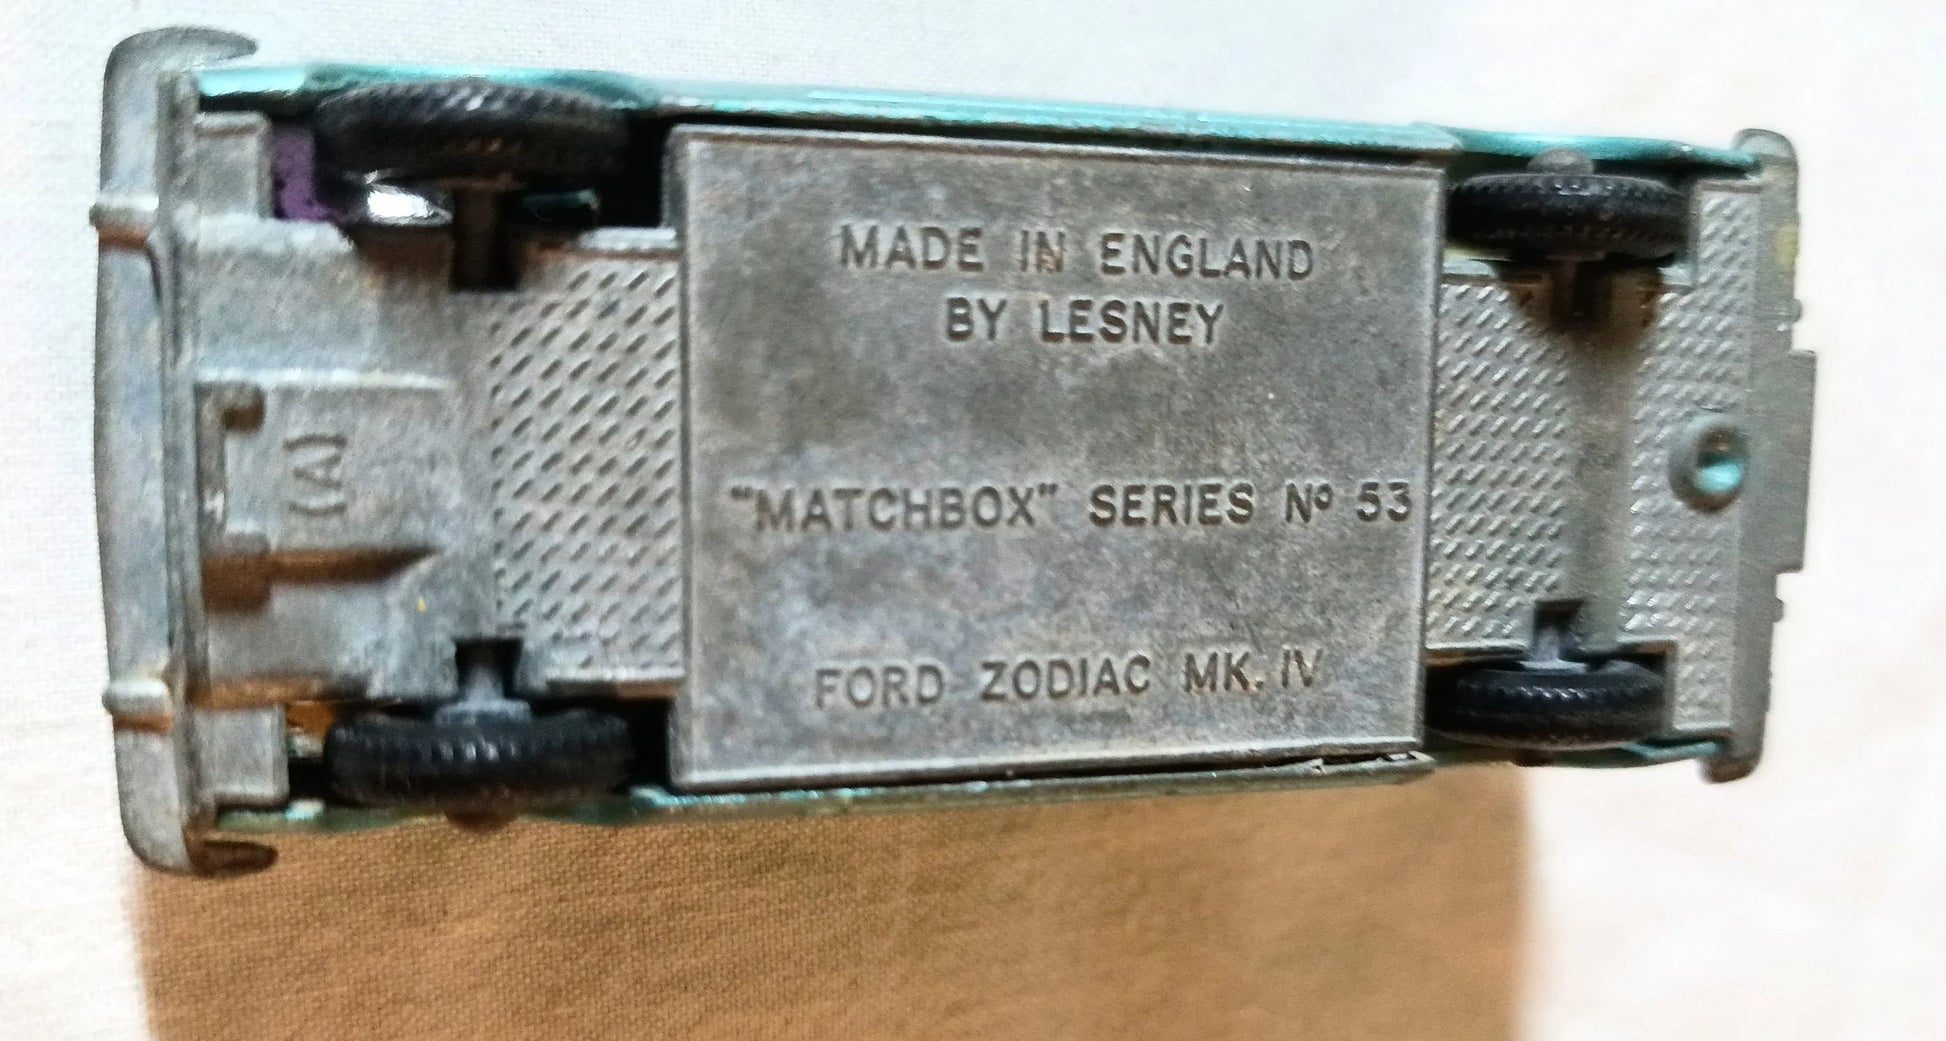 MADE IN ENGLAND
BY LESNEY
"MATCHBOX" SERIES Nº 53
FORD ZODIAC MK. IV
(A)